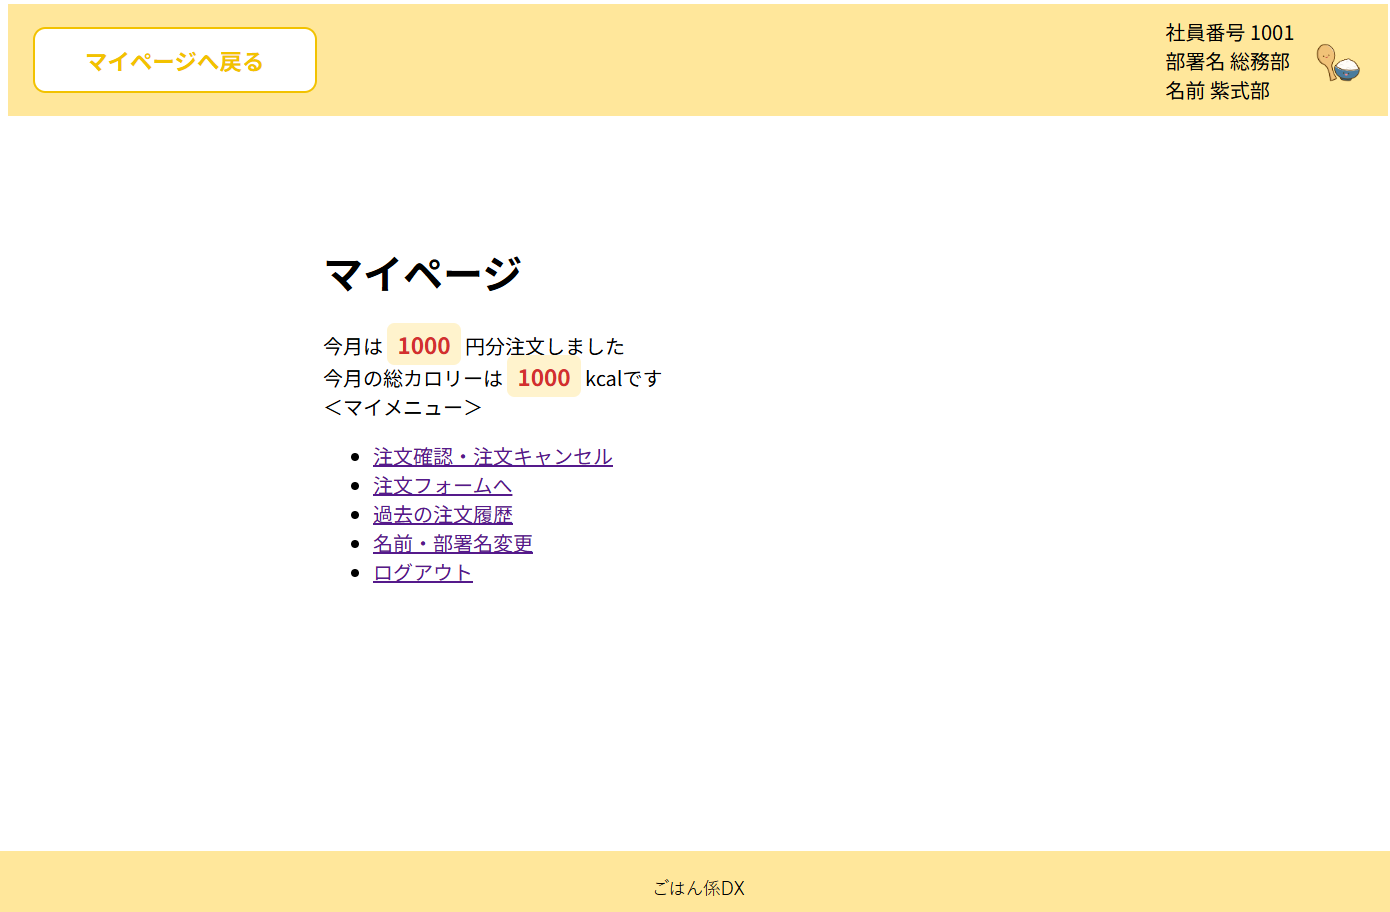 マイページへ戻る
社員番号 1001
部署名 総務部
名前 紫式部
マイページ
今月は 1000 円分注文しました
今月の総カロリーは 1000 kcalです
＜マイメニュー＞
注文確認・注文キャンセル
注文フォームへ
過去の注文履歴
名前・部署名変更
ログアウト
ごはん係DX